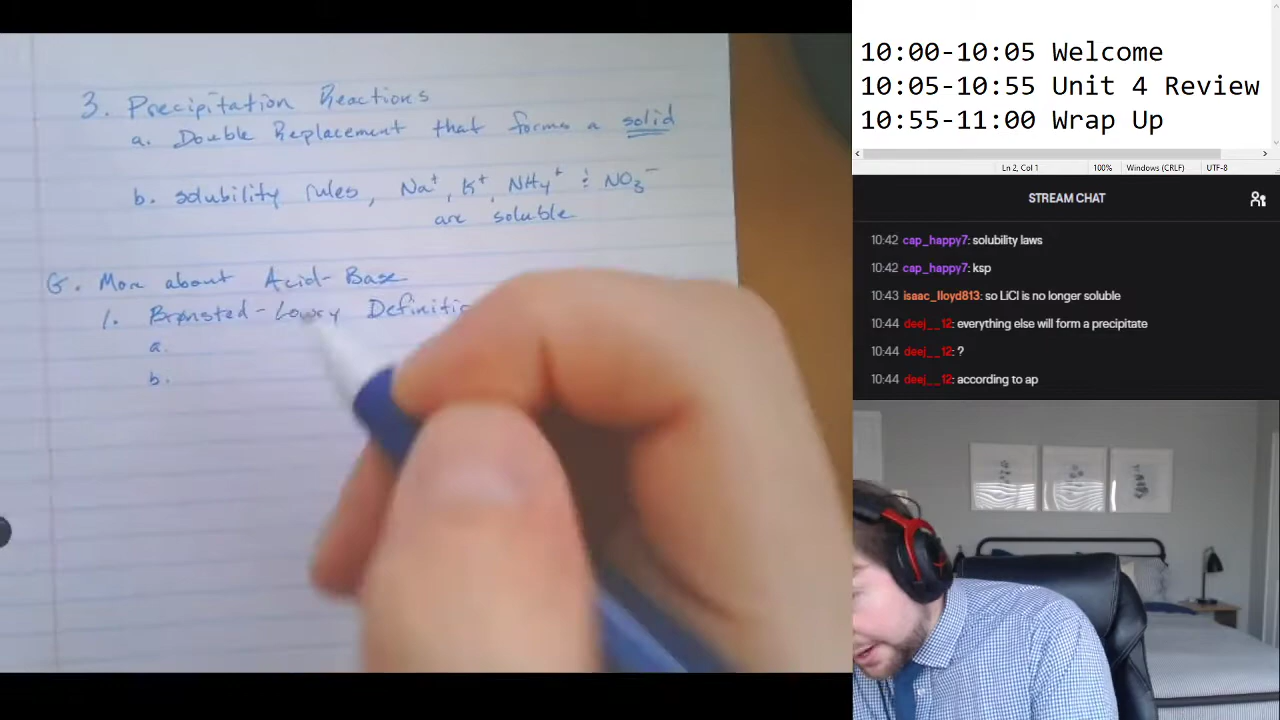 3. Precipitation Reactions
a. Double Replacement that forms a solid
b. solubility rules, Na⁺, K⁺, NH₄⁺ & NO₃⁻
are soluble
G. More about Acid-Base
1. Brønsted-Lowry
a.
b.
10:00-10:05 Welcome
10:05-10:55 Unit 4 Review
10:55-11:00 Wrap Up
Ln 2, Col 1 100% Windows (CRLF) UTF-8
STREAM CHAT
10:42 cap_happy7: solubility laws
10:42 cap_happy7: ksp
10:43 isaac_lloyd813: so LiCl is no longer soluble
10:44 deej__12: everything else will form a precipitate
10:44 deej__12: ?
10:44 deej__12: according to ap